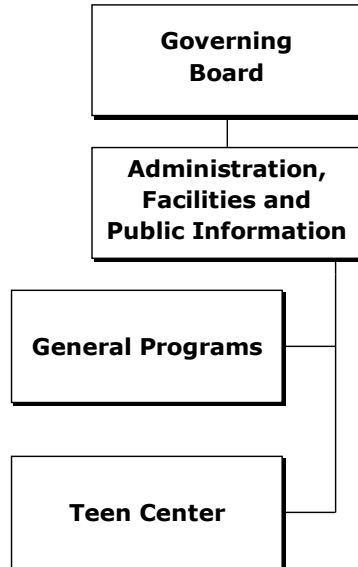 Governing
Board
Administration,
Facilities and
Public Information
General Programs
Teen Center